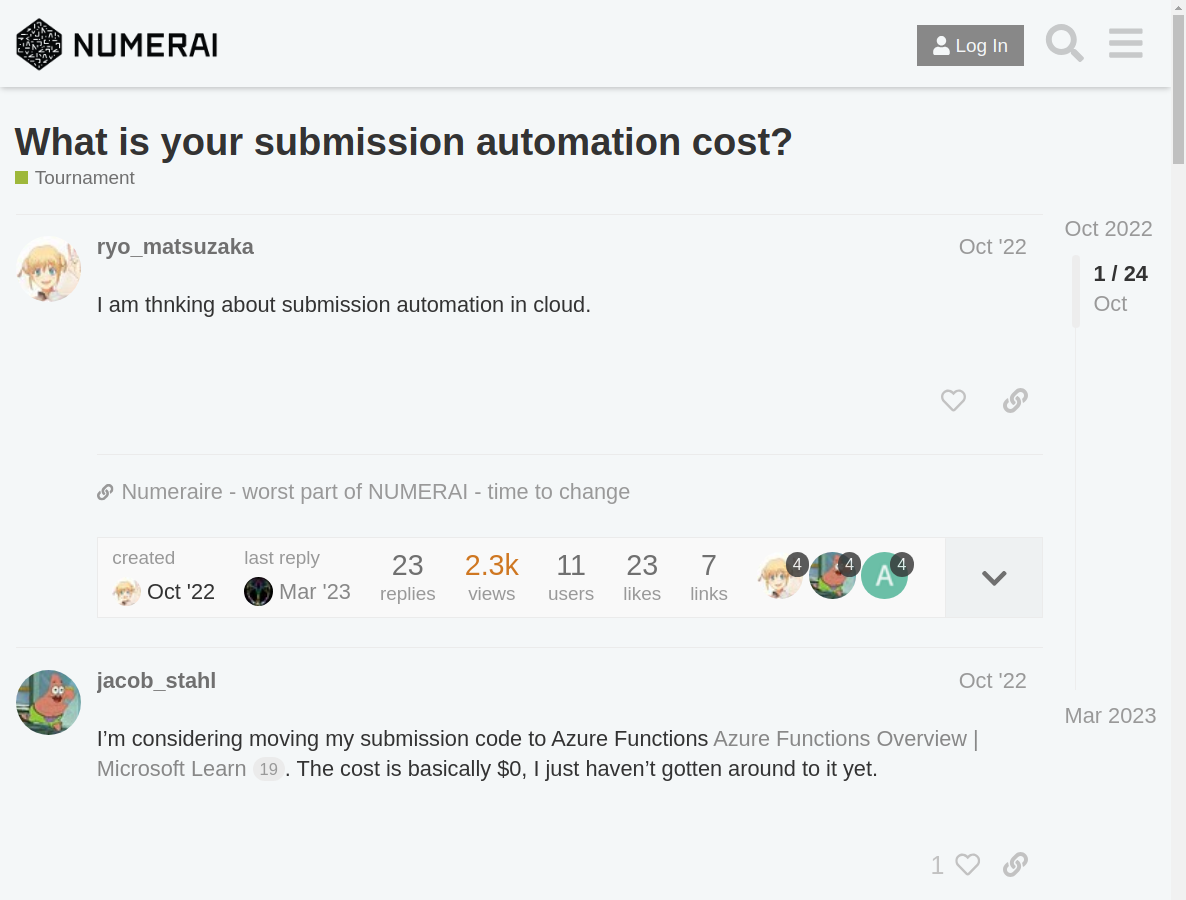 NUMERAI
Log In
What is your submission automation cost?
Tournament
ryo_matsuzaka
Oct '22
I am thnking about submission automation in cloud.
Numeraire - worst part of NUMERAI - time to change
created
Oct '22
last reply
Mar '23
23
replies
2.3k
views
11
users
23
likes
7
links
4
4
A
4
jacob_stahl
Oct '22
I’m considering moving my submission code to Azure Functions Azure Functions Overview |
Microsoft Learn 19. The cost is basically $0, I just haven’t gotten around to it yet.
1
Oct 2022
1 / 24
Oct
Mar 2023